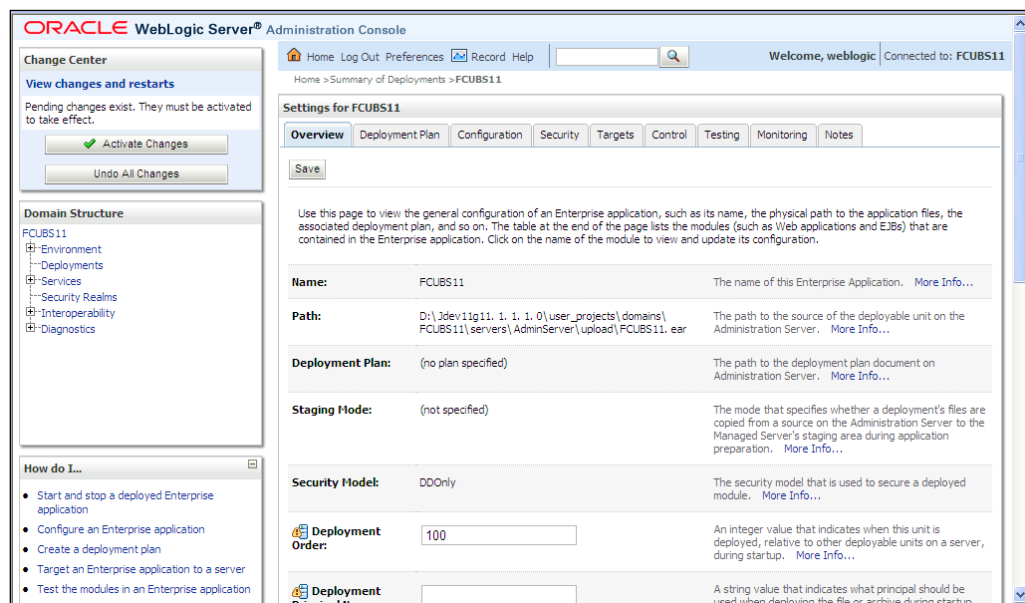 ORACLE WebLogic Server® Administration Console
Change Center
View changes and restarts
Pending changes exist. They must be activated
to take effect.
Activate Changes
Undo All Changes
Domain Structure
FCUBS11
Environment
Deployments
Services
Security Realms
Interoperability
Diagnostics
How do I...
Start and stop a deployed Enterprise
application
Configure an Enterprise application
Create a deployment plan
Target an Enterprise application to a server
Test the modules in an Enterprise application
Home Log Out Preferences Record Help
Welcome, weblogic Connected to: FCUBS11
Home >Summary of Deployments >FCUBS11
Settings for FCUBS11
Overview Deployment Plan Configuration Security Targets Control Testing Monitoring Notes
Save
Use this page to view the general configuration of an Enterprise application, such as its name, the physical path to the application files, the
associated deployment plan, and so on. The table at the end of the page lists the modules (such as Web applications and EJBs) that are
contained in the Enterprise application. Click on the name of the module to view and update its configuration.
Name: FCUBS11 The name of this Enterprise Application. More Info...
Path: D:\Jdev11g11. 1. 1. 1. 0\user_projects\domains\ The path to the source of the deployable unit on the
FCUBS11\servers\AdminServer\upload\FCUBS11. ear Administration Server. More Info...
Deployment Plan: (no plan specified) The path to the deployment plan document on
Administration Server. More Info...
Staging Mode: (not specified) The mode that specifies whether a deployment's files are
copied from a source on the Administration Server to the
Managed Server's staging area during application
preparation. More Info...
Security Model: DDOnly The security model that is used to secure a deployed
module. More Info...
Deployment 100 An integer value that indicates when this unit is
Order: deployed, relative to other deployable units on a server,
during startup. More Info...
Deployment A string value that indicates what principal should be
used when deploying the file or archive during startup